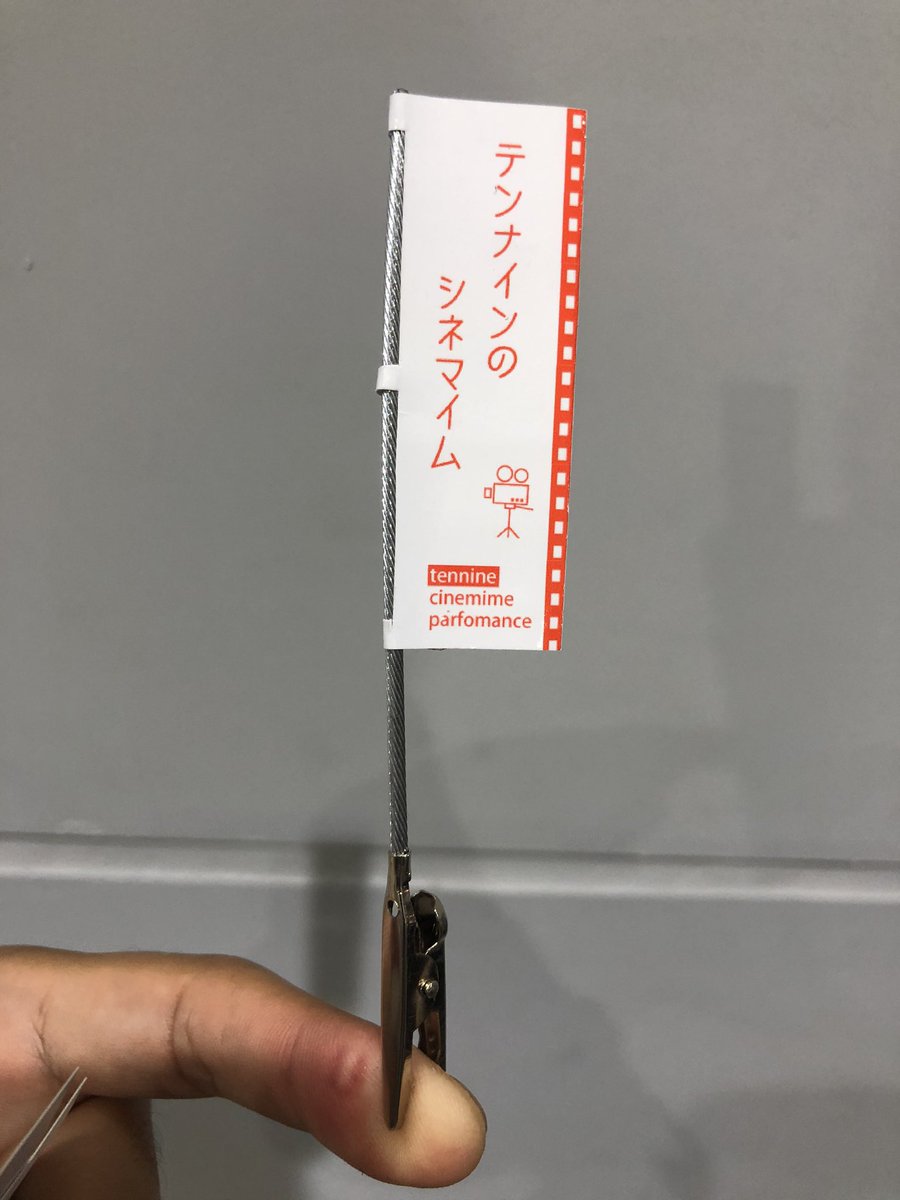 テンナインの
シネマイム
tennine
cinemime
parfomance